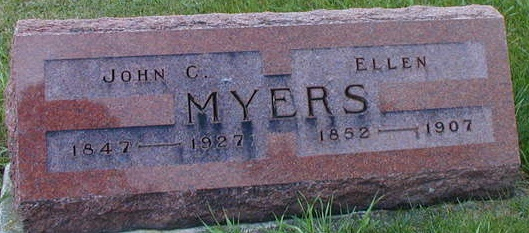 JOHN C. ELLEN
MYERS
1847 — 1927 1852 — 1907